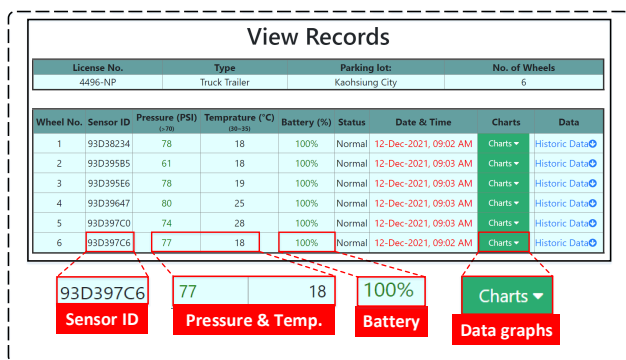 View Records
License No. Type Parking lot: No. of Wheels
4496-NP Truck Trailer Kaohsiung City 6
Wheel No. Sensor ID Pressure (PSI) (>70) Temprature (°C) (30~35) Battery (%) Status Date & Time Charts Data
1 93D38234 78 18 100% Normal 12-Dec-2021, 09:02 AM Charts Historic Data
2 93D395B5 61 18 100% Normal 12-Dec-2021, 09:03 AM Charts Historic Data
3 93D395E6 78 19 100% Normal 12-Dec-2021, 09:03 AM Charts Historic Data
4 93D39647 80 25 100% Normal 12-Dec-2021, 09:03 AM Charts Historic Data
5 93D397C0 74 28 100% Normal 12-Dec-2021, 09:03 AM Charts Historic Data
6 93D397C6 77 18 100% Normal 12-Dec-2021, 09:02 AM Charts Historic Data
93D397C6 77 18 100% Charts
Sensor ID Pressure & Temp. Battery Data graphs